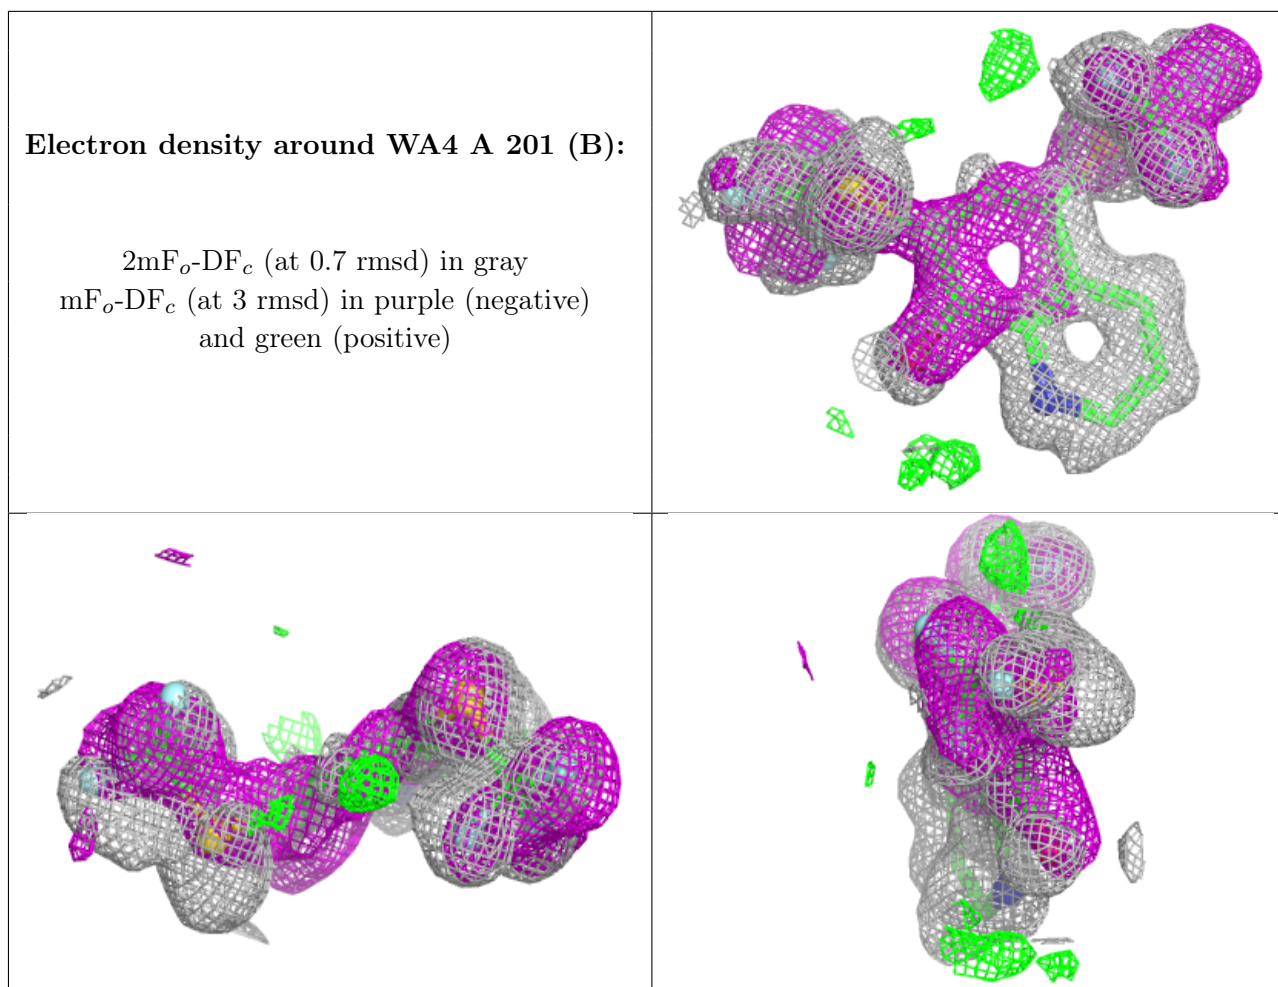 Electron density around WA4 A 201 (B):
2mFo-DFc (at 0.7 rmsd) in gray
mFo-DFc (at 3 rmsd) in purple (negative)
and green (positive)